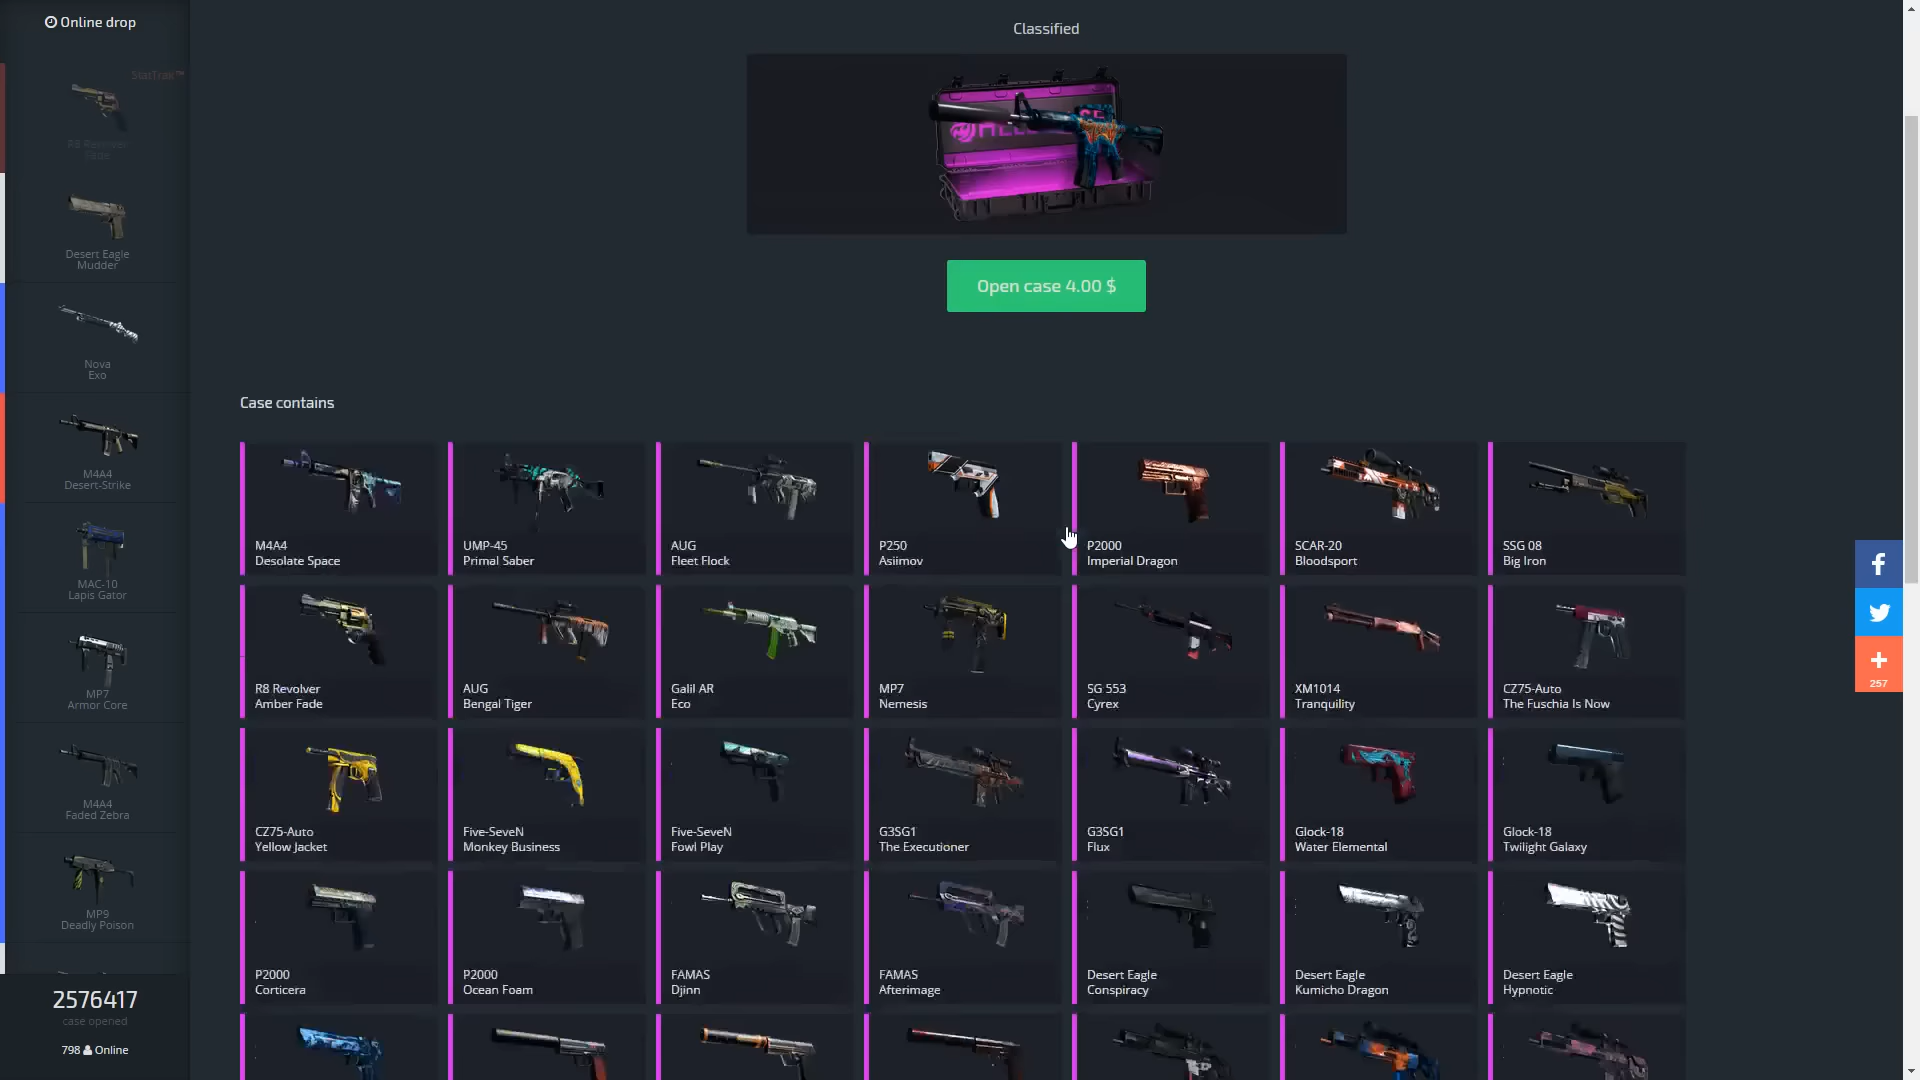 Online drop
StatTrak™
R8 Revolver
Fade
Desert Eagle
Mudder
Nova
Exo
M4A4
Desert-Strike
MAC-10
Lapis Gator
MP7
Armor Core
M4A4
Faded Zebra
MP9
Deadly Poison
2576417
case opened
798 Online
Classified
Open case 4.00 $
Case contains
M4A4
Desolate Space
UMP-45
Primal Saber
AUG
Fleet Flock
P250
Asiimov
P2000
Imperial Dragon
SCAR-20
Bloodsport
SSG 08
Big Iron
R8 Revolver
Amber Fade
AUG
Bengal Tiger
Galil AR
Eco
MP7
Nemesis
SG 553
Cyrex
XM1014
Tranquility
CZ75-Auto
The Fuschia Is Now
CZ75-Auto
Yellow Jacket
Five-SeveN
Monkey Business
Five-SeveN
Fowl Play
G3SG1
The Executioner
G3SG1
Flux
Glock-18
Water Elemental
Glock-18
Twilight Galaxy
P2000
Corticera
P2000
Ocean Foam
FAMAS
Djinn
FAMAS
Afterimage
Desert Eagle
Conspiracy
Desert Eagle
Kumicho Dragon
Desert Eagle
Hypnotic
257